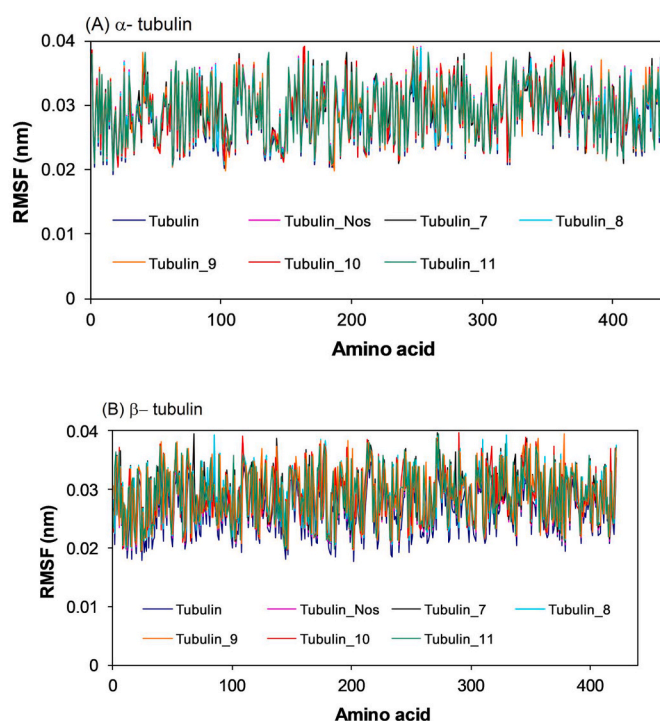 (A) α- tubulin
0.04
0.03
0.02
0.01
0
RMSF (nm)
Tubulin Tubulin_Nos Tubulin_7 Tubulin_8
Tubulin_9 Tubulin_10 Tubulin_11
0 100 200 300 400
Amino acid
(B) β– tubulin
0.04
0.03
0.02
0.01
0
RMSF (nm)
Tubulin Tubulin_Nos Tubulin_7 Tubulin_8
Tubulin_9 Tubulin_10 Tubulin_11
0 100 200 300 400
Amino acid